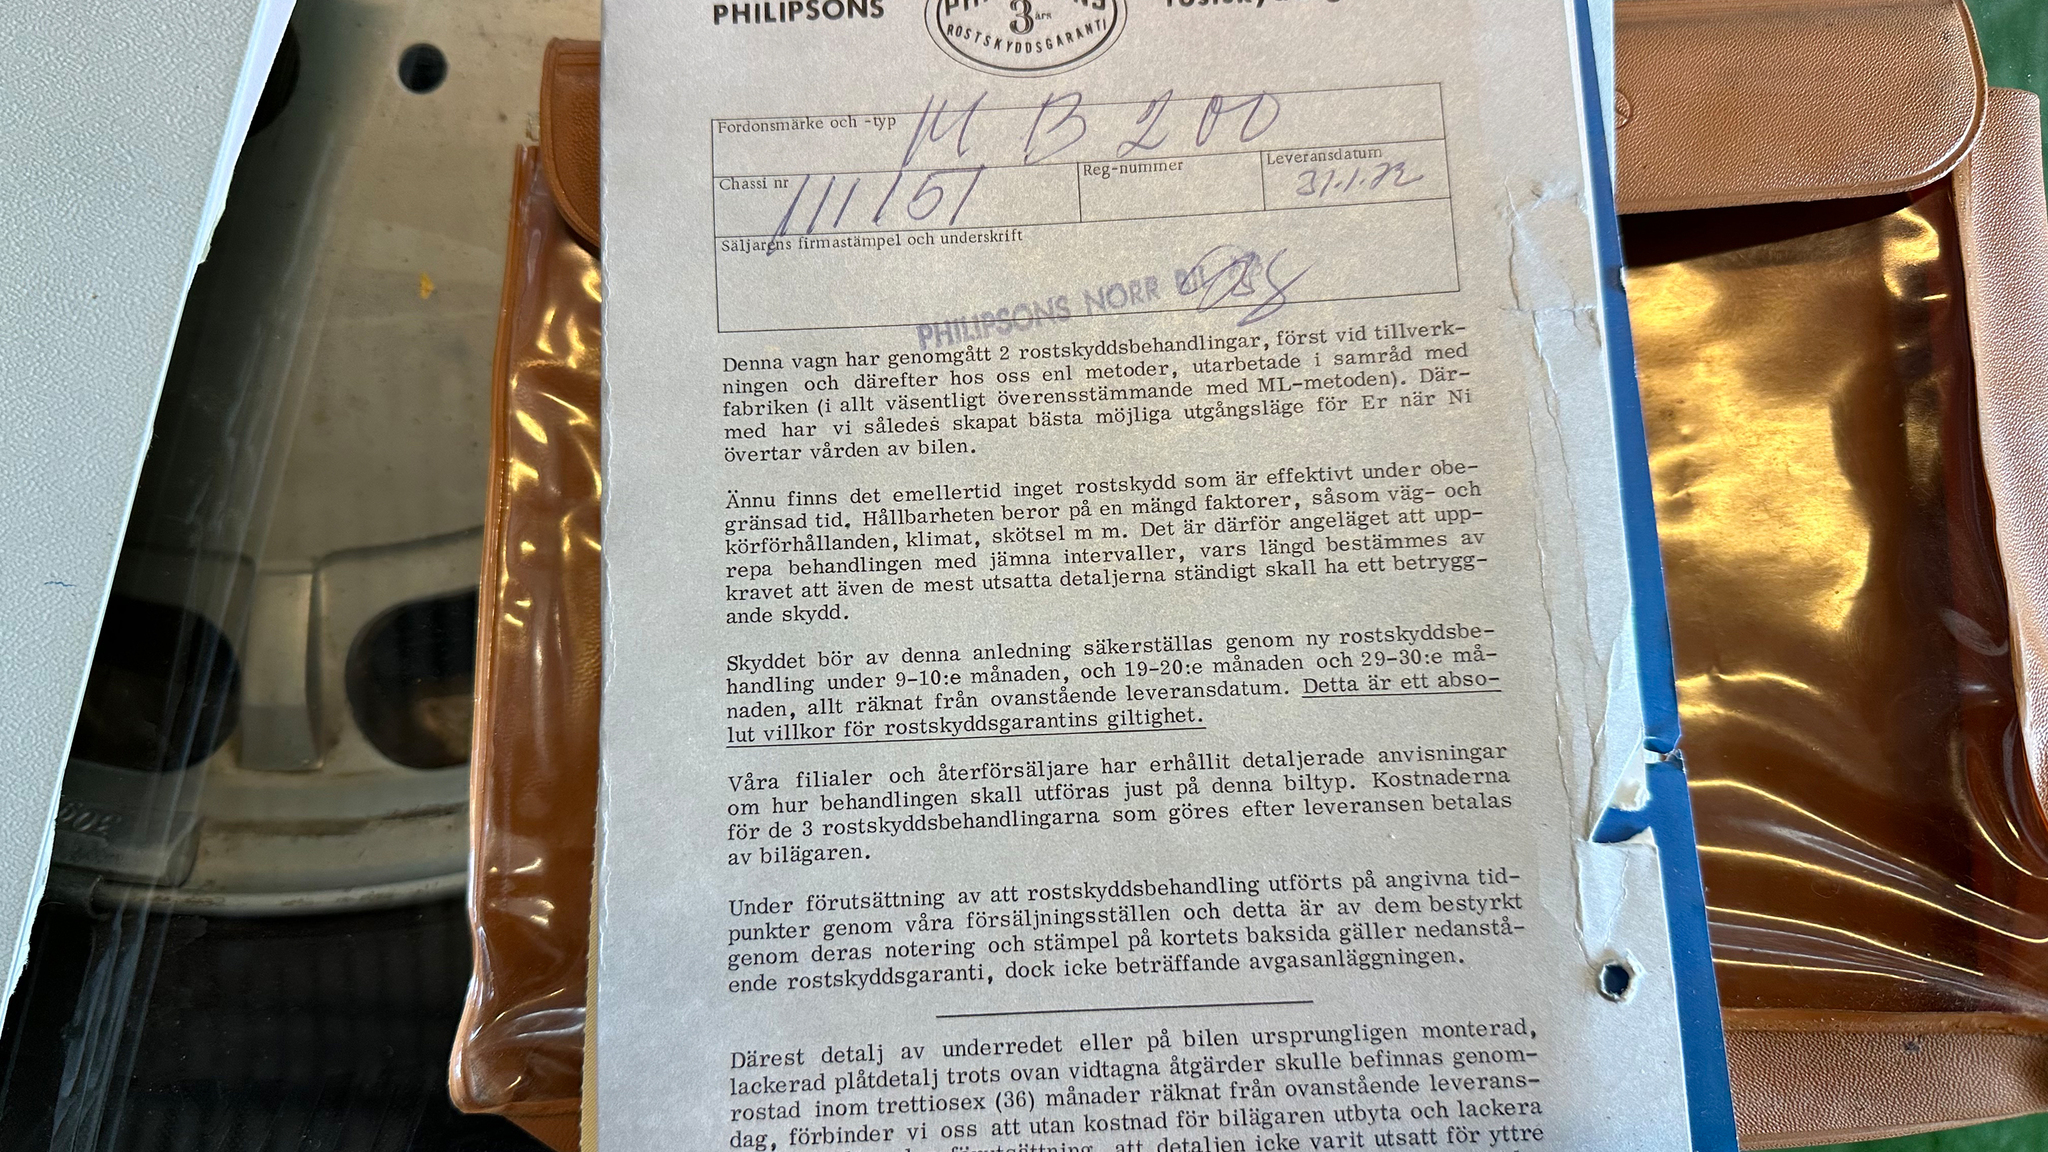 PHILIPSONS
3 års
ROSTSKYDDSGARANTI
Fordonsmärke och -typ MB 200
Chassi nr 111151
Reg-nummer
Leveransdatum 31.1.72
Säljarens firmastämpel och underskrift
PHILIPSONS NORR BIL
Denna vagn har genomgått 2 rostskyddsbehandlingar, först vid tillverk-
ningen och därefter hos oss enl metoder, utarbetade i samråd med
fabriken (i allt väsentligt överensstämmande med ML-metoden). Där-
med har vi således skapat bästa möjliga utgångsläge för Er när Ni
övertar vården av bilen.
Ännu finns det emellertid inget rostskydd som är effektivt under obe-
gränsad tid. Hållbarheten beror på en mängd faktorer, såsom väg- och
körförhållanden, klimat, skötsel m m. Det är därför angeläget att upp-
repa behandlingen med jämna intervaller, vars längd bestämmes av
kravet att även de mest utsatta detaljerna ständigt skall ha ett betrygg-
ande skydd.
Skyddet bör av denna anledning säkerställas genom ny rostskyddsbe-
handling under 9-10:e månaden, och 19-20:e månaden och 29-30:e må-
naden, allt räknat från ovanstående leveransdatum. Detta är ett abso-
lut villkor för rostskyddsgarantins giltighet.
Våra filialer och återförsäljare har erhållit detaljerade anvisningar
om hur behandlingen skall utföras just på denna biltyp. Kostnaderna
för de 3 rostskyddsbehandlingarna som göres efter leveransen betalas
av bilägaren.
Under förutsättning av att rostskyddsbehandling utförts på angivna tid-
punkter genom våra försäljningsställen och detta är av dem bestyrkt
genom deras notering och stämpel på kortets baksida gäller nedanstå-
ende rostskyddsgaranti, dock icke beträffande avgasanläggningen.
Därest detalj av underredet eller på bilen ursprungligen monterad,
lackerad plåtdetalj trots ovan vidtagna åtgärder skulle befinnas genom-
rostad inom trettiosex (36) månader räknat från ovanstående leverans-
dag, förbinder vi oss att utan kostnad för bilägaren utbyta och lackera
att detaljen icke varit utsatt för yttre